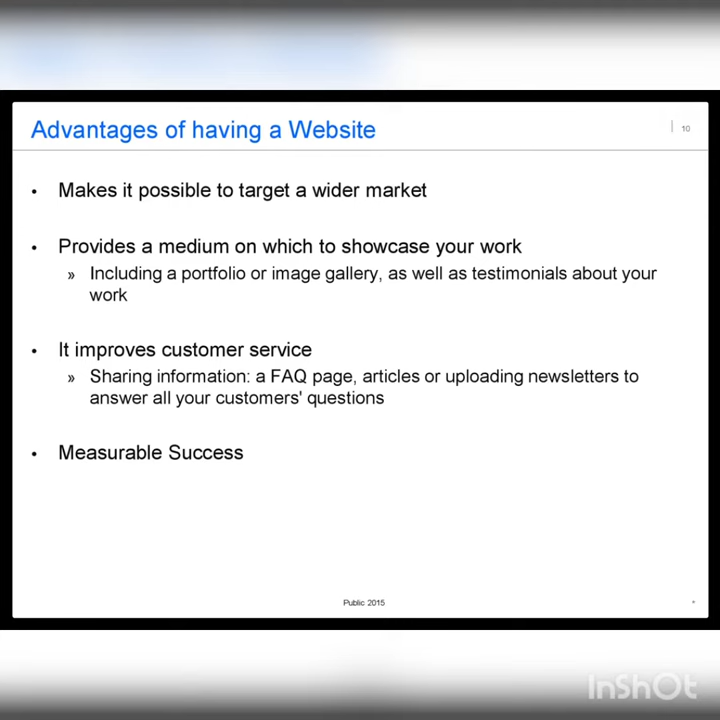 Advantages of having a Website
10
• Makes it possible to target a wider market
• Provides a medium on which to showcase your work
» Including a portfolio or image gallery, as well as testimonials about your
work
• It improves customer service
» Sharing information: a FAQ page, articles or uploading newsletters to
answer all your customers' questions
• Measurable Success
Public 2015
InShOt